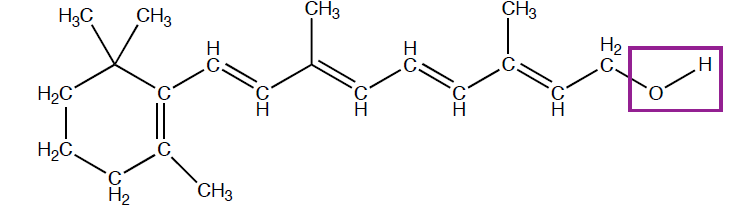 H₃C CH₃ CH₃ CH₃
H H H₂ H
H₂C C C C C C O
C C C C
H H H H
H₂C C
C CH₃
H₂